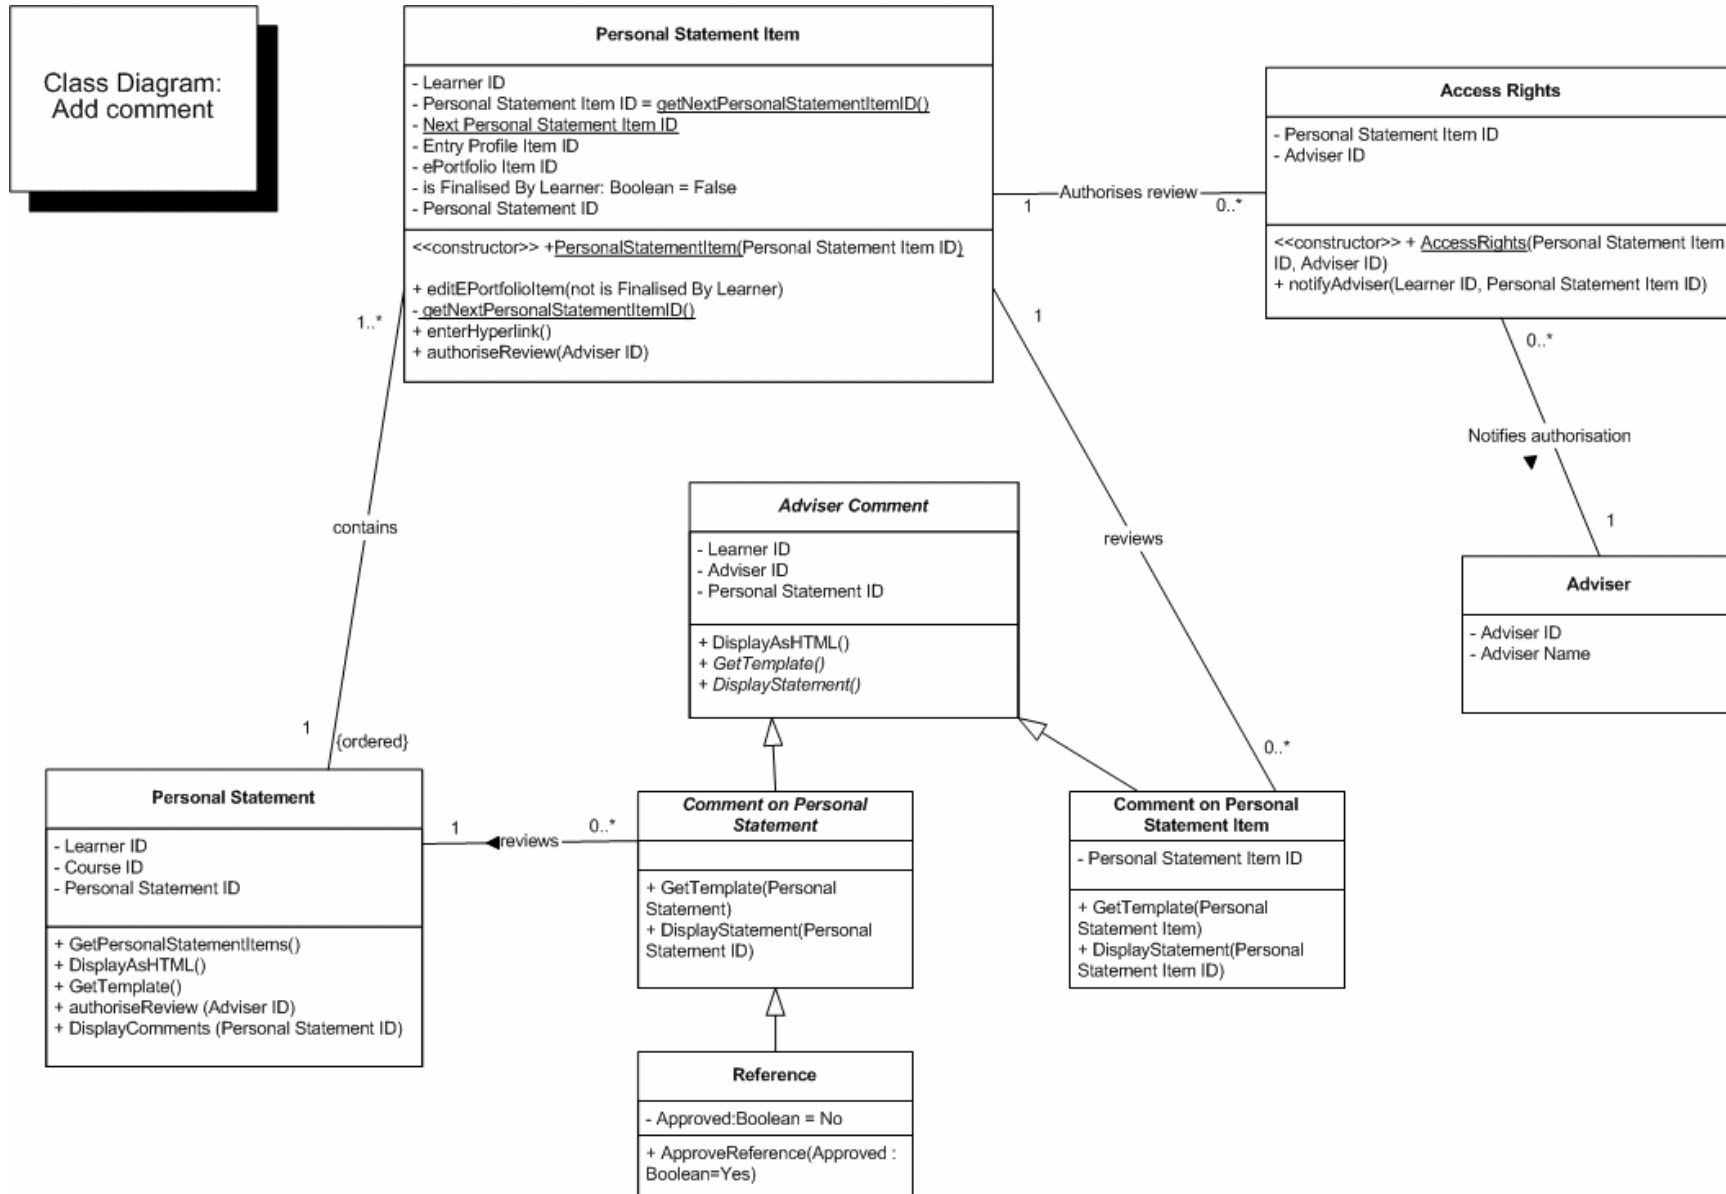 Class Diagram:
Add comment
Personal Statement Item
- Learner ID
- Personal Statement Item ID = getNextPersonalStatementItemID()
- Next Personal Statement Item ID
- Entry Profile Item ID
- ePortfolio Item ID
- is Finalised By Learner: Boolean = False
- Personal Statement ID
<<constructor>> +PersonalStatementItem(Personal Statement Item ID)
+ editEPortfolioItem(not is Finalised By Learner)
- getNextPersonalStatementItemID()
+ enterHyperlink()
+ authoriseReview(Adviser ID)
Access Rights
- Personal Statement Item ID
- Adviser ID
<<constructor>> + AccessRights(Personal Statement Item
ID, Adviser ID)
+ notifyAdviser(Learner ID, Personal Statement Item ID)
1
Authorises review
0..*
1..*
1
0..*
Notifies authorisation
1
contains
reviews
Adviser Comment
- Learner ID
- Adviser ID
- Personal Statement ID
+ DisplayAsHTML()
+ GetTemplate()
+ DisplayStatement()
Adviser
- Adviser ID
- Adviser Name
1
{ordered}
0..*
Personal Statement
- Learner ID
- Course ID
- Personal Statement ID
+ GetPersonalStatementItems()
+ DisplayAsHTML()
+ GetTemplate()
+ authoriseReview (Adviser ID)
+ DisplayComments (Personal Statement ID)
1
reviews
0..*
Comment on Personal
Statement
+ GetTemplate(Personal
Statement)
+ DisplayStatement(Personal
Statement ID)
Comment on Personal
Statement Item
- Personal Statement Item ID
+ GetTemplate(Personal
Statement Item)
+ DisplayStatement(Personal
Statement Item ID)
Reference
- Approved:Boolean = No
+ ApproveReference(Approved :
Boolean=Yes)